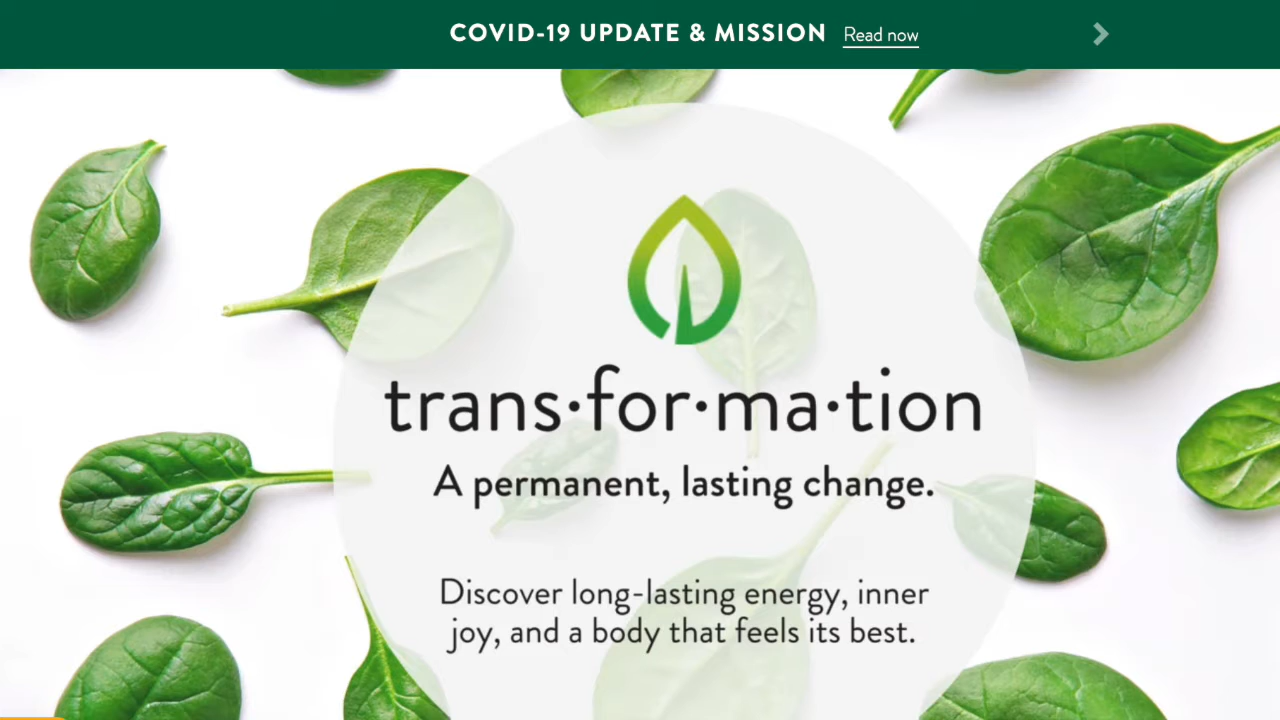 COVID-19 UPDATE & MISSION Read now
trans·for·ma·tion
A permanent, lasting change.
Discover long-lasting energy, inner
joy, and a body that feels its best.